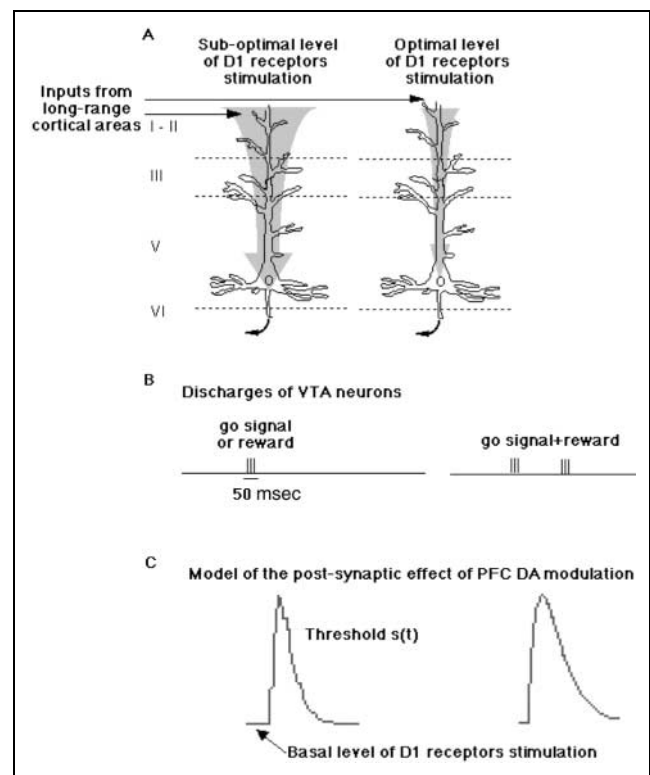 A
Sub-optimal level
of D1 receptors
stimulation
Optimal level
of D1 receptors
stimulation
Inputs from
long-range
cortical areas
I - II
III
V
VI
B
Discharges of VTA neurons
go signal
or reward
50 msec
go signal+reward
C
Model of the post-synaptic effect of PFC DA modulation
Threshold s(t)
Basal level of D1 receptors stimulation